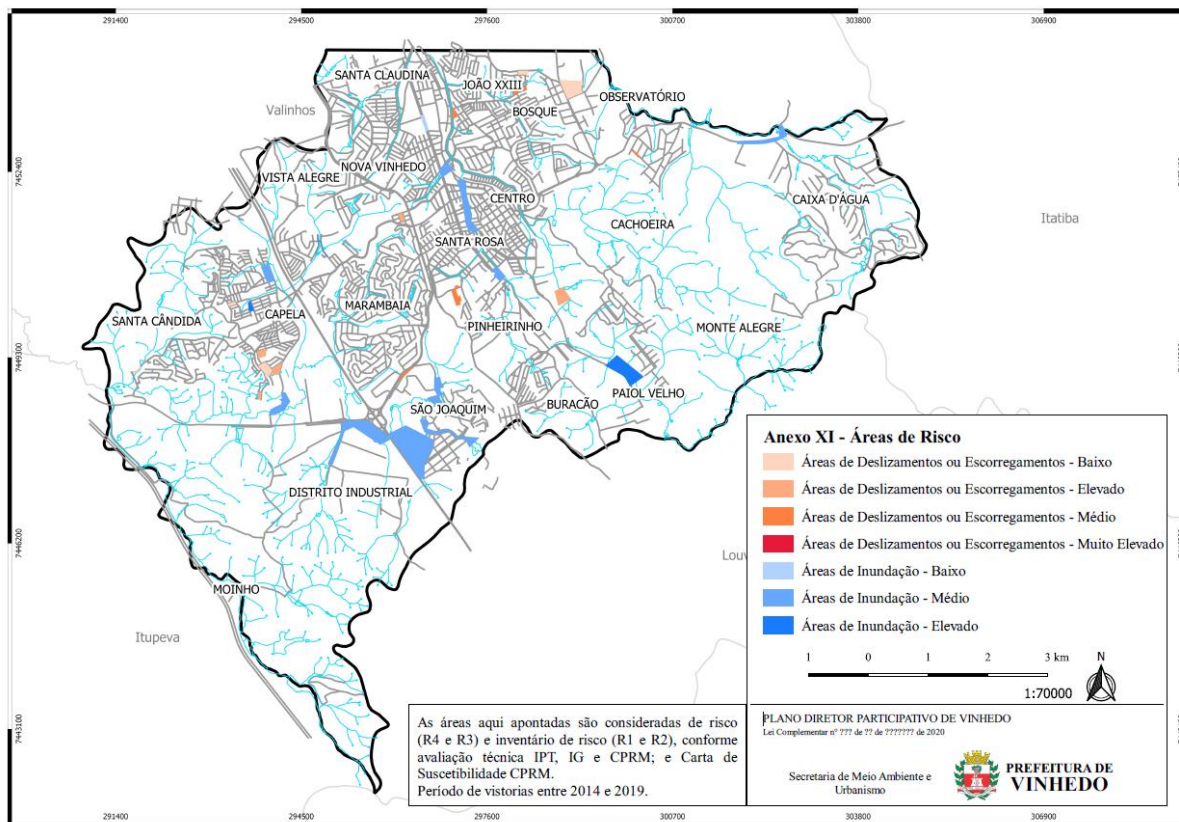 291400 294500 297600 300700 303800 306900
SANTA CLAUDINA
JOÃO XXIII
BOSQUE
OBSERVATÓRIO
Valinhos
7452400
NOVA VINHEDO
VISTA ALEGRE
CENTRO
CAIXA D'ÁGUA
CACHOEIRA
Itatiba
SANTA ROSA
MARAMBAIA
CAPELA
SANTA CÂNDIDA
PINHEIRINHO
MONTE ALEGRE
7449300
PAIOL VELHO
BURACÃO
SÃO JOAQUIM
DISTRITO INDUSTRIAL
7446200
Louv
MOINHO
Itupeva
7443100
Anexo XI - Áreas de Risco
Áreas de Deslizamentos ou Escorregamentos - Baixo
Áreas de Deslizamentos ou Escorregamentos - Elevado
Áreas de Deslizamentos ou Escorregamentos - Médio
Áreas de Deslizamentos ou Escorregamentos - Muito Elevado
Áreas de Inundação - Baixo
Áreas de Inundação - Médio
Áreas de Inundação - Elevado
1 0 1 2 3 km
N
1:70000
PLANO DIRETOR PARTICIPATIVO DE VINHEDO
Lei Complementar nº ??? de ?? de ??????? de 2020
Secretaria de Meio Ambiente e
Urbanismo
PREFEITURA DE
VINHEDO
As áreas aqui apontadas são consideradas de risco
(R4 e R3) e inventário de risco (R1 e R2), conforme
avaliação técnica IPT, IG e CPRM; e Carta de
Suscetibilidade CPRM.
Período de vistorias entre 2014 e 2019.
291400 294500 297600 300700 303800 306900